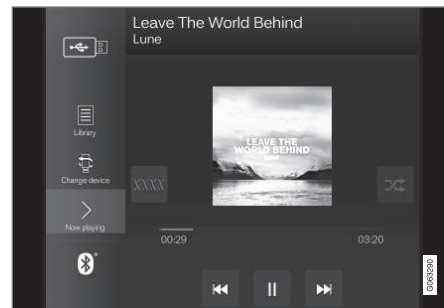 Leave The World Behind
Lune
Library
LEAVE THE
WORLD BEHIND
LUNE
Change device
XXXX
Now playing
00:29
03:20
G063290